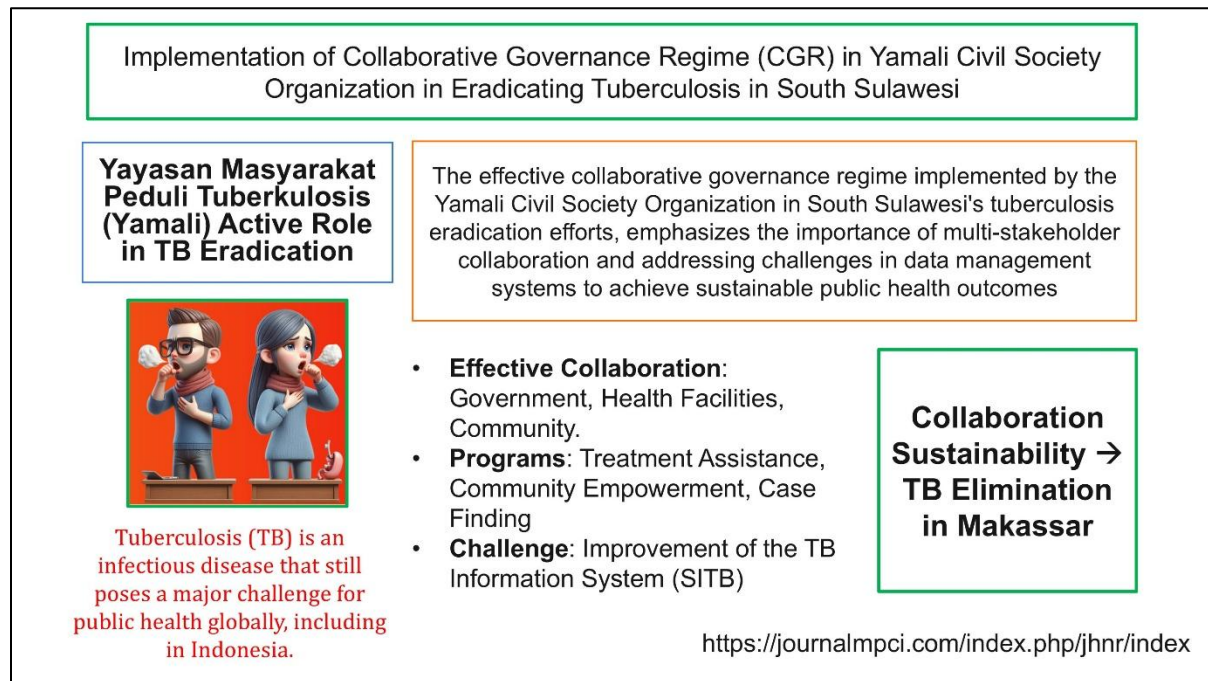 Implementation of Collaborative Governance Regime (CGR) in Yamali Civil Society
Organization in Eradicating Tuberculosis in South Sulawesi
Yayasan Masyarakat
Peduli Tuberkulosis
(Yamali) Active Role
in TB Eradication
Tuberculosis (TB) is an
infectious disease that still
poses a major challenge for
public health globally, including
in Indonesia.
The effective collaborative governance regime implemented by the
Yamali Civil Society Organization in South Sulawesi's tuberculosis
eradication efforts, emphasizes the importance of multi-stakeholder
collaboration and addressing challenges in data management
systems to achieve sustainable public health outcomes
• Effective Collaboration:
Government, Health Facilities,
Community.
• Programs: Treatment Assistance,
Community Empowerment, Case
Finding
• Challenge: Improvement of the TB
Information System (SITB)
Collaboration
Sustainability →
TB Elimination
in Makassar
https://journalmpci.com/index.php/jhnr/index